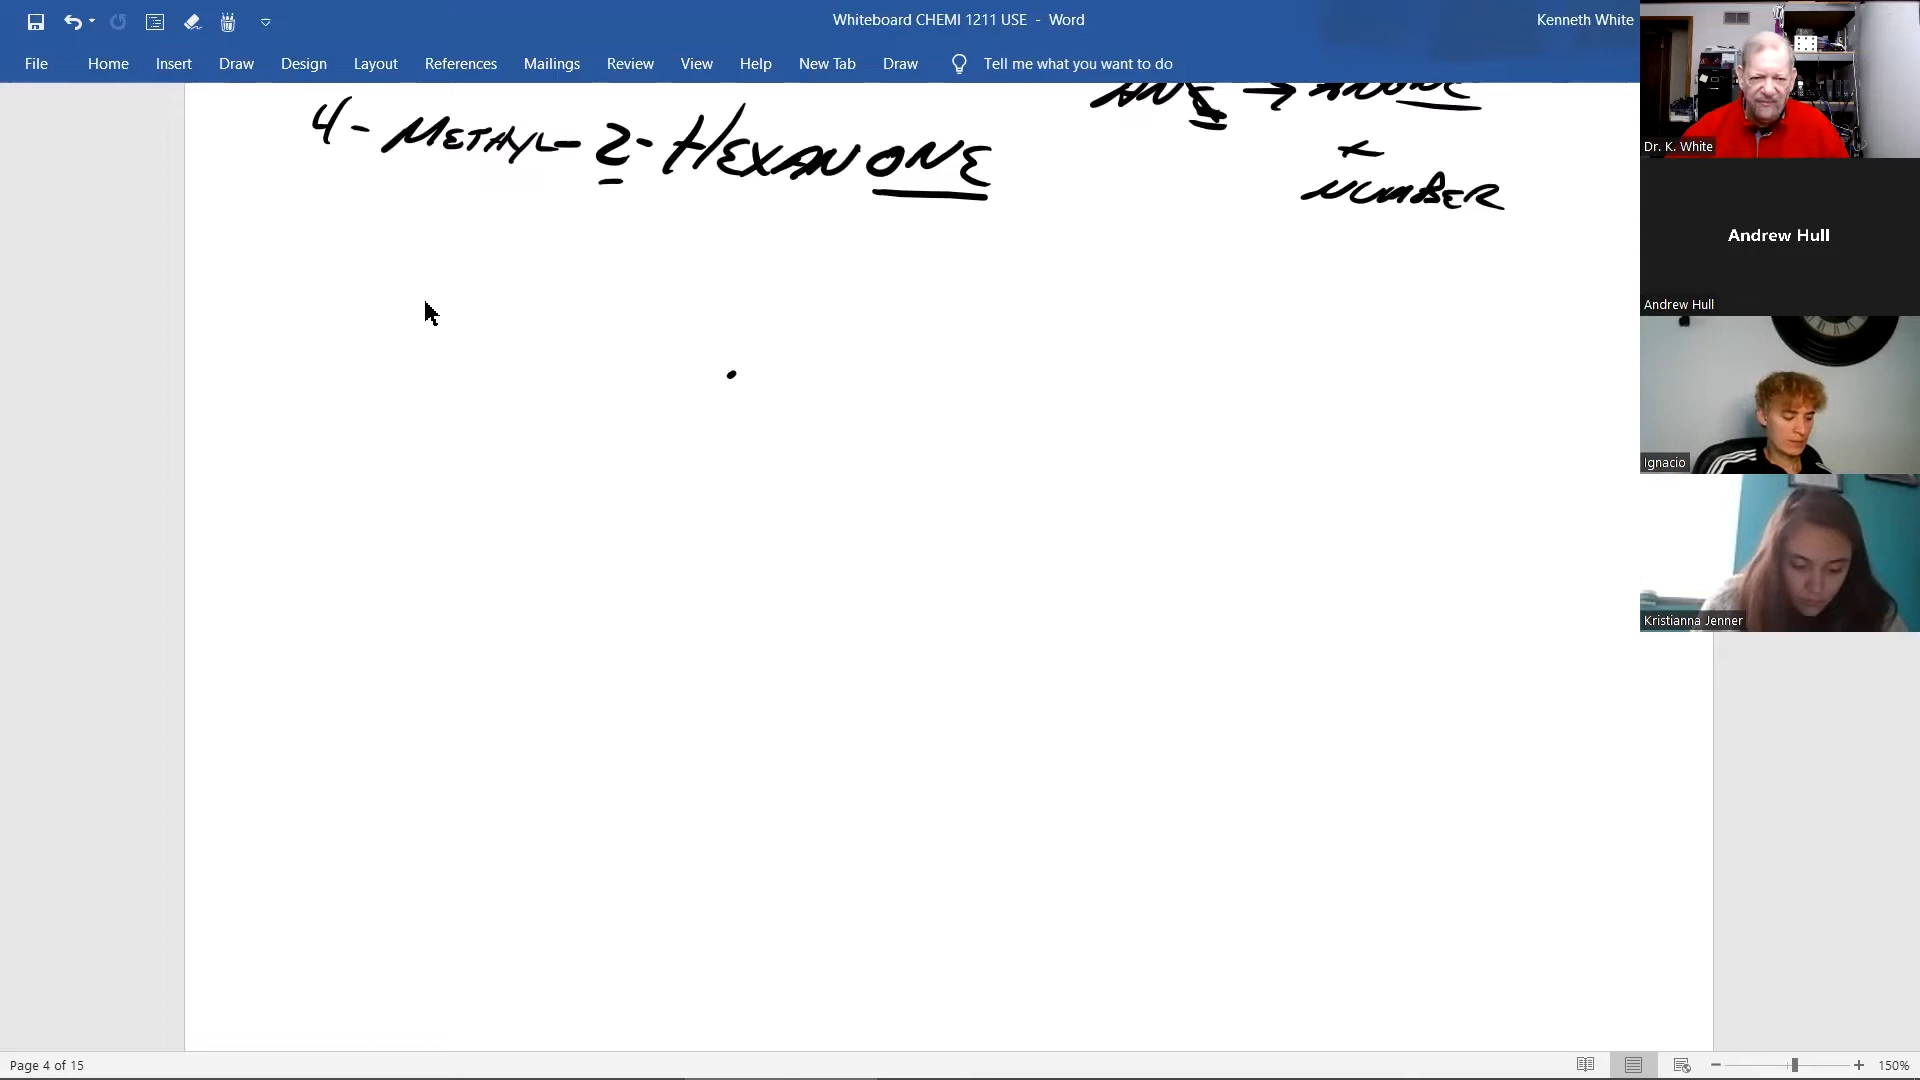 Whiteboard CHEMI 1211 USE - Word
Kenneth White
File Home Insert Draw Design Layout References Mailings Review View Help New Tab Draw Tell me what you want to do
ANE → ANONE
4-METHYL-2-HEXANONE
+
NUMBER
Dr. K. White
Andrew Hull
Andrew Hull
Ignacio
Kristianna Jenner
Page 4 of 15
150%